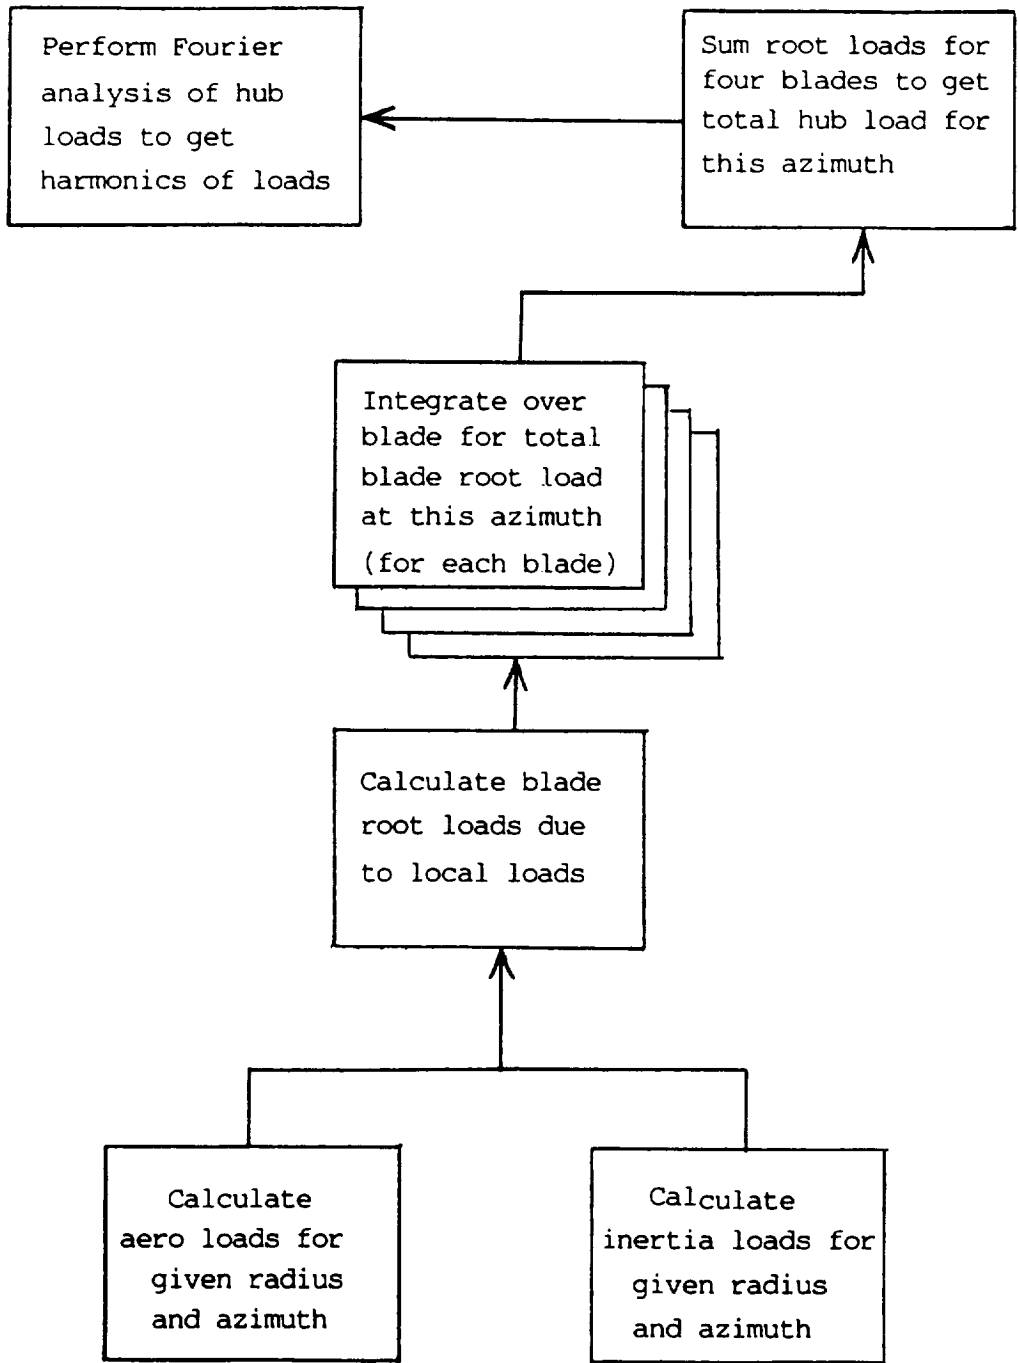 Perform Fourier
analysis of hub
loads to get
harmonics of loads
Sum root loads for
four blades to get
total hub load for
this azimuth
Integrate over
blade for total
blade root load
at this azimuth
(for each blade)
Calculate blade
root loads due
to local loads
Calculate
aero loads for
given radius
and azimuth
Calculate
inertia loads for
given radius
and azimuth